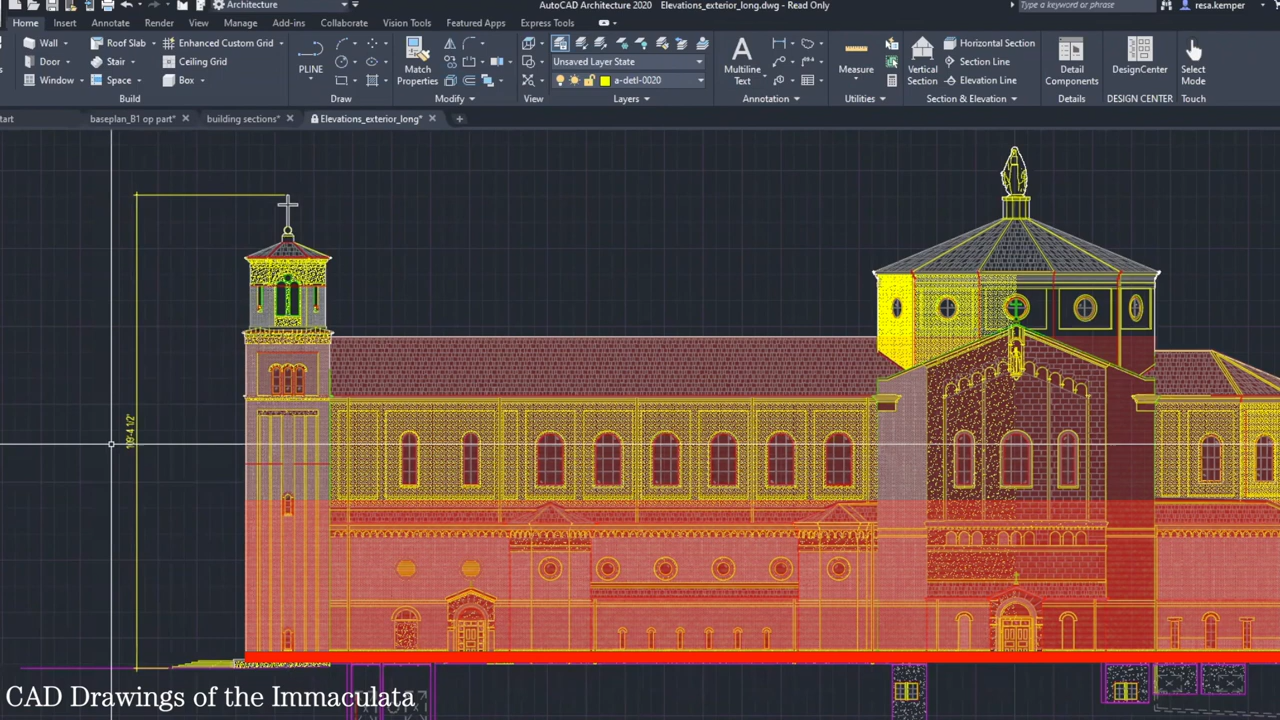 Architecture
AutoCAD Architecture 2020 Elevations_exterior_long.dwg - Read Only
Type a keyword or phrase
resa.kemper
Home Insert Annotate Render View Manage Add-ins Collaborate Vision Tools Featured Apps Express Tools
Wall Roof Slab Enhanced Custom Grid
Door Stair Ceiling Grid
Window Space Box
Build
PLINE
Draw
Match
Properties
Modify
View
Unsaved Layer State
a-detl-0020
Layers
Multiline
Text
Annotation
Measure
Utilities
Vertical
Section
Horizontal Section
Section Line
Elevation Line
Section & Elevation
Detail
Components
Details
DesignCenter
DESIGN CENTER
Select
Mode
Touch
tart baseplan_B1 op part* building sections* Elevations_exterior_long*
CAD Drawings of the Immaculata